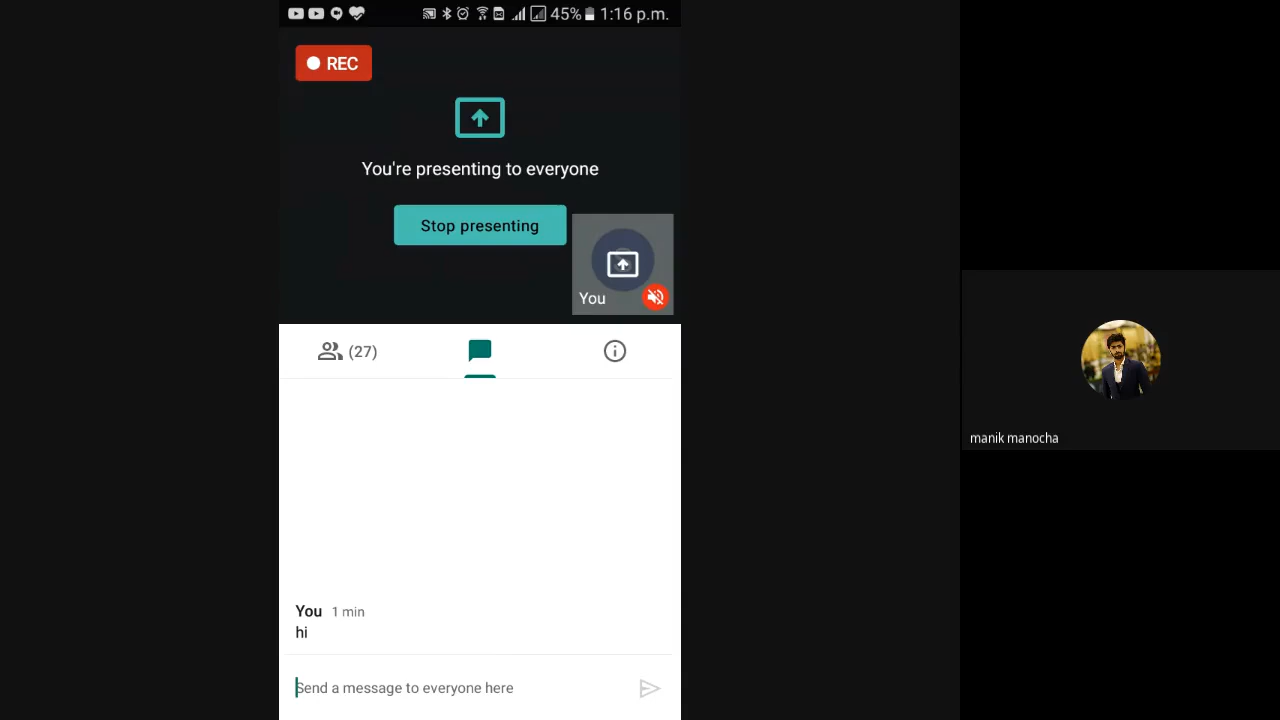 45% 1:16 p.m.
REC
You're presenting to everyone
Stop presenting
You
(27)
You 1 min
hi
Send a message to everyone here
manik manocha